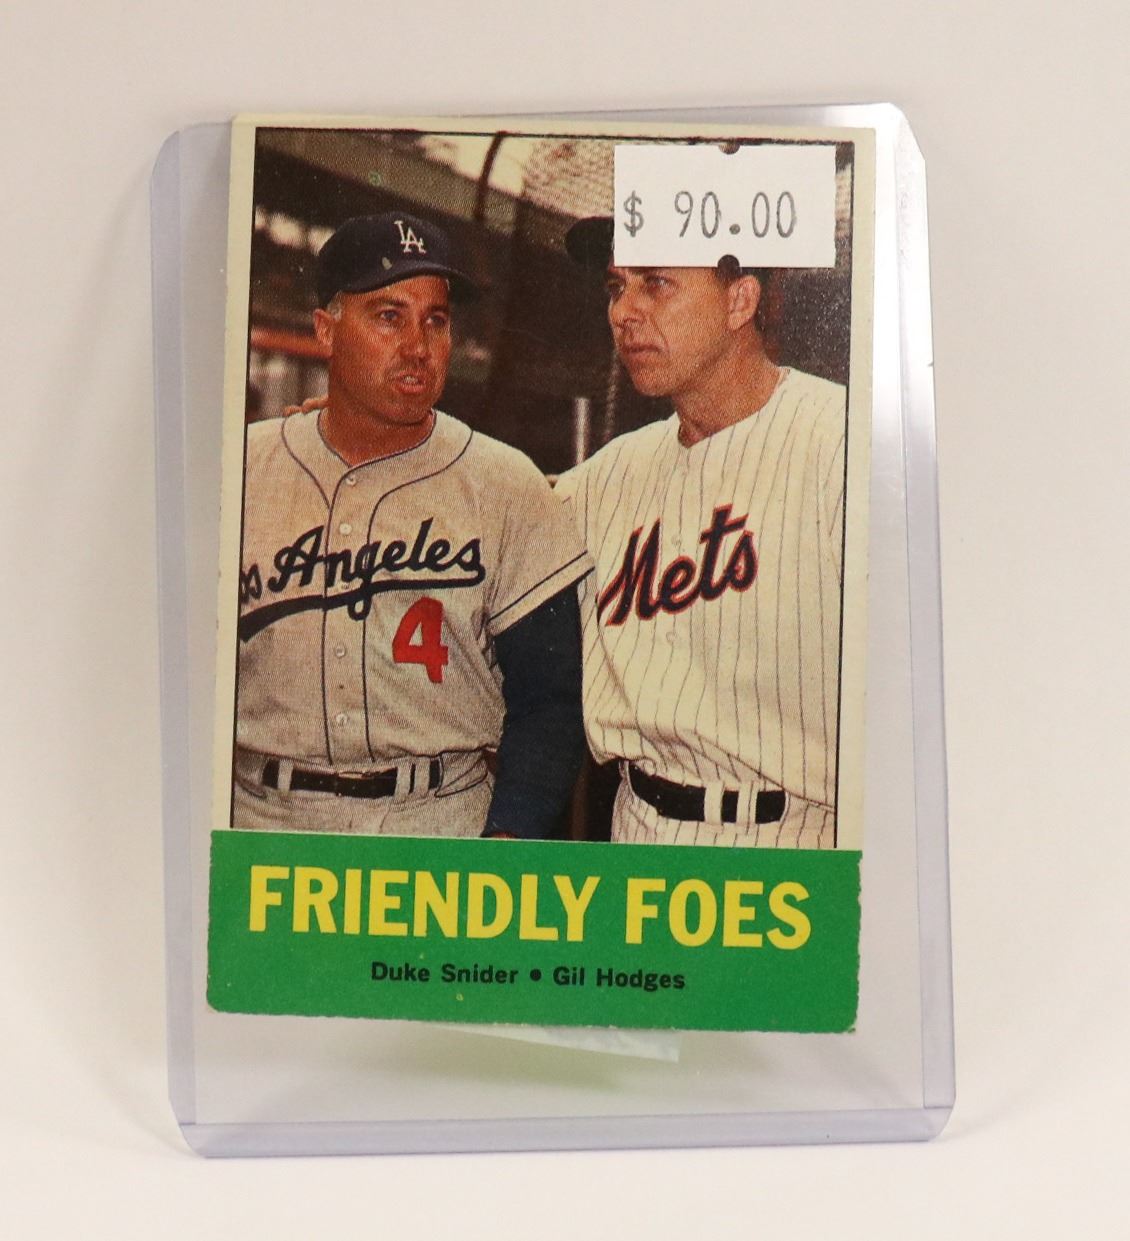 $ 90.00
LA
os Angeles
4
Mets
FRIENDLY FOES
Duke Snider • Gil Hodges